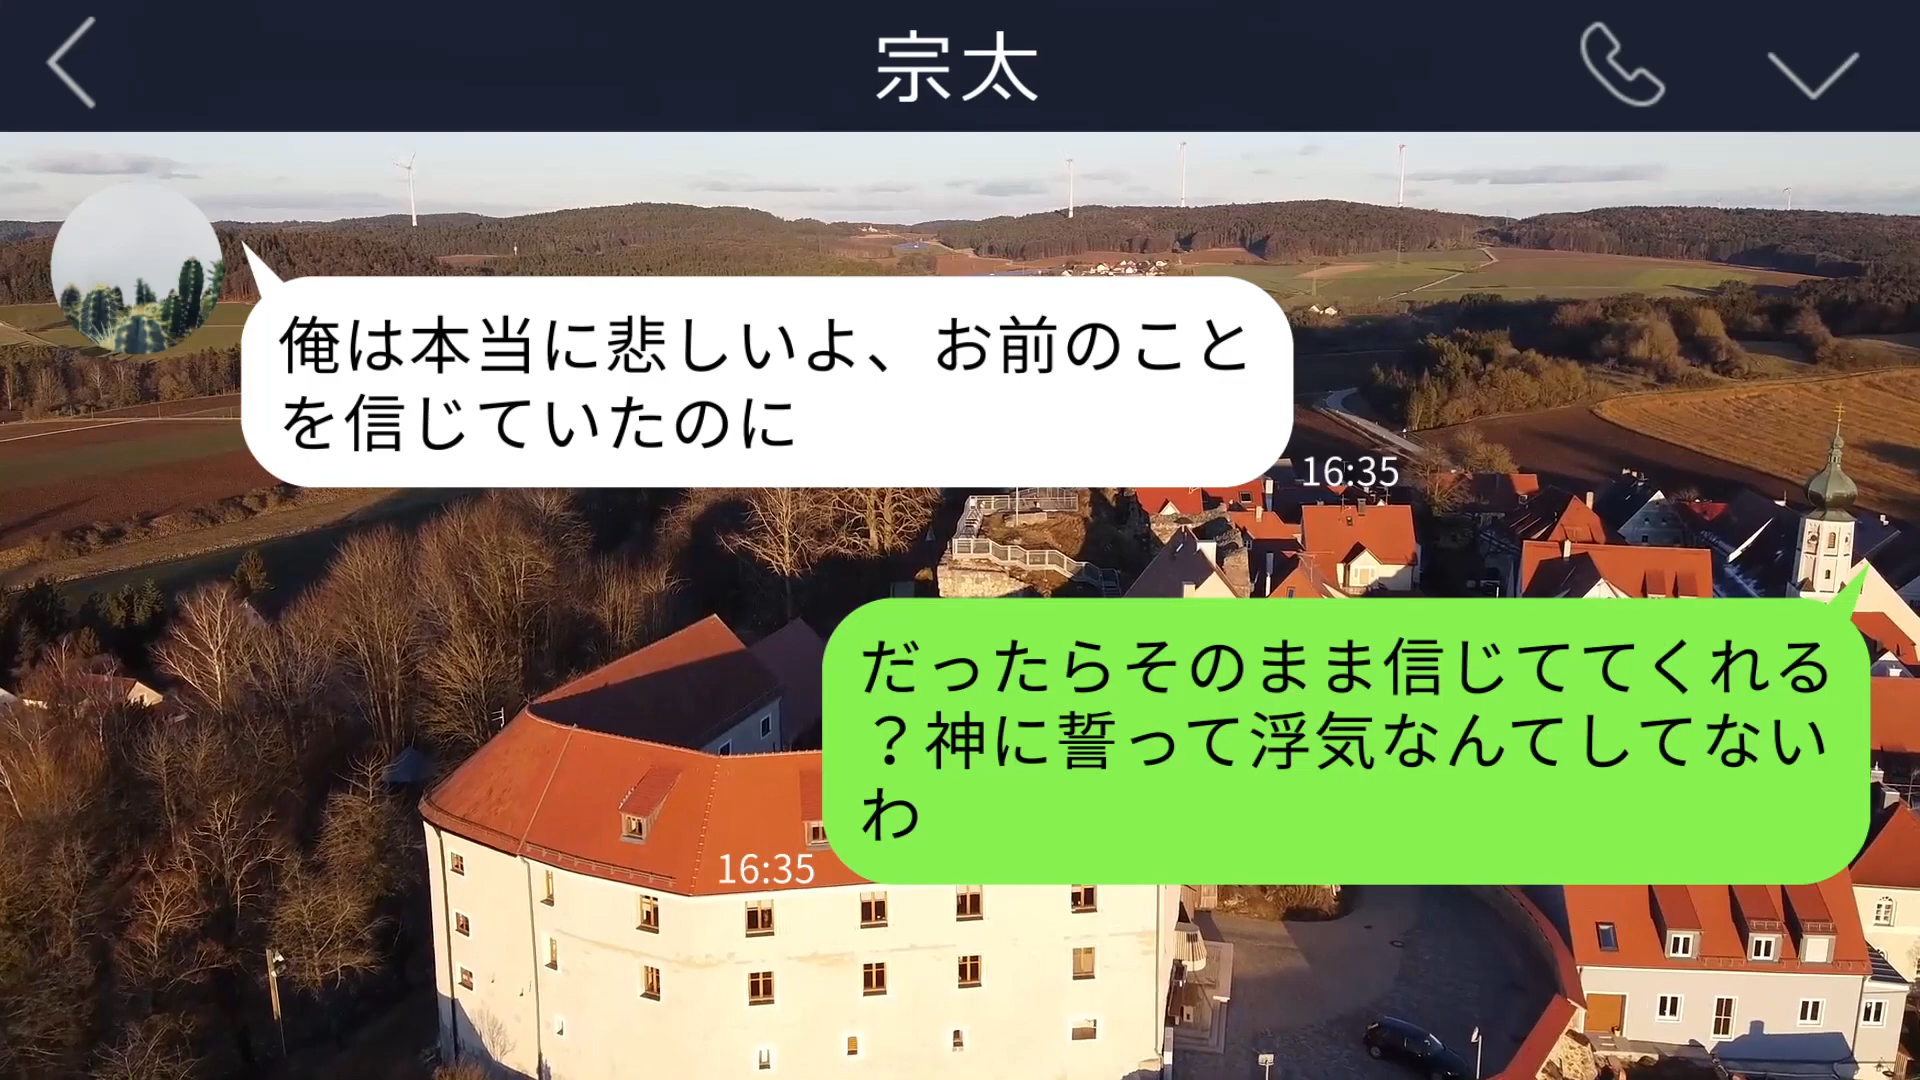 宗太
俺は本当に悲しいよ、お前のこと
を信じていたのに
16:35
だったらそのまま信じててくれる
？神に誓って浮気なんてしてない
わ
16:35